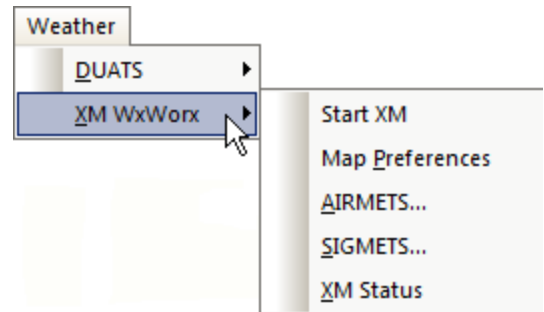 Weather
DUATS
XM WxWorx
Start XM
Map Preferences
AIRMETS...
SIGMETS...
XM Status